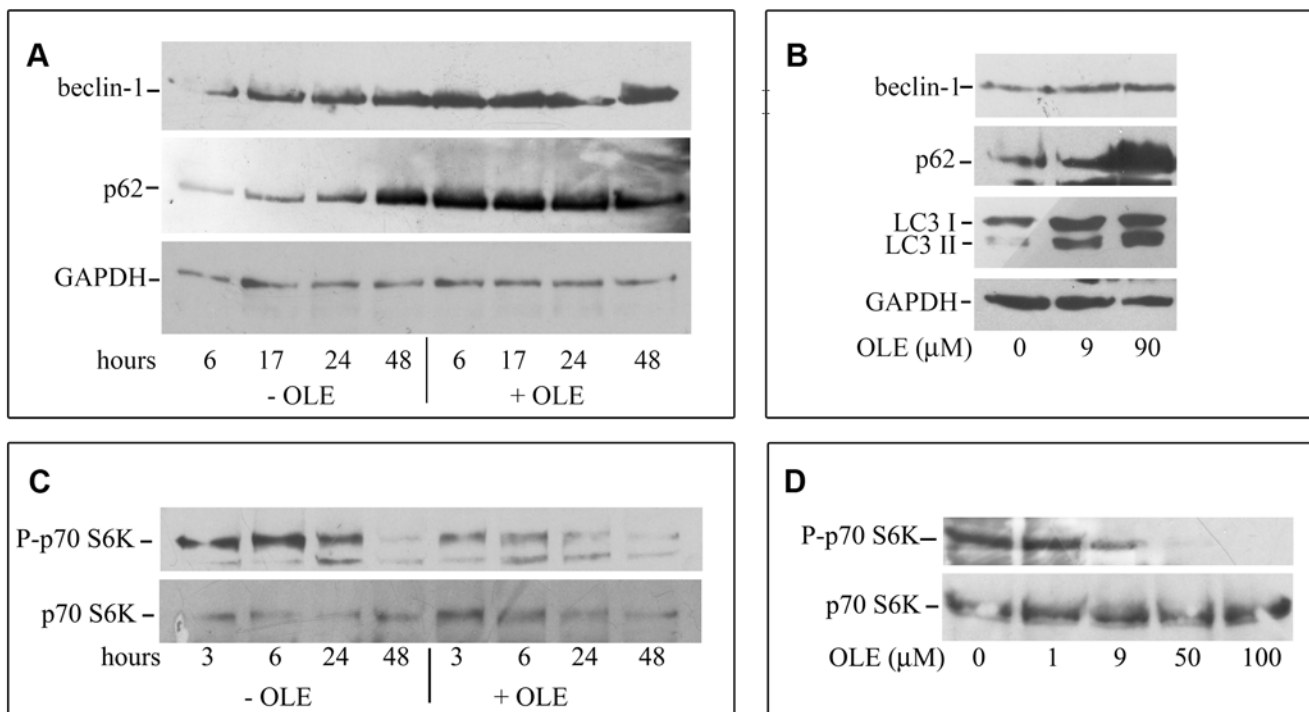 A
beclin-1
p62
GAPDH
hours 6 17 24 48 6 17 24 48
- OLE + OLE
B
beclin-1
p62
LC3 I
LC3 II
GAPDH
OLE (µM) 0 9 90
C
P-p70 S6K
p70 S6K
hours 3 6 24 48 3 6 24 48
- OLE + OLE
D
P-p70 S6K
p70 S6K
OLE (µM) 0 1 9 50 100